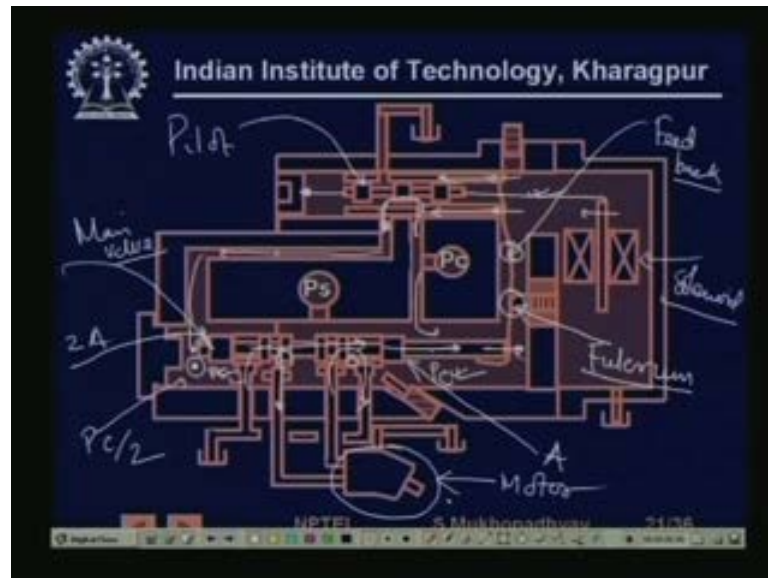 Indian Institute of Technology, Kharagpur
Pilot
Feed
back
Main
valve
Pc
Ps
Solenoid
2A
Fulcrum
PC/2
A
Motor
NPTEL S.Mukhopadhyay 21/36